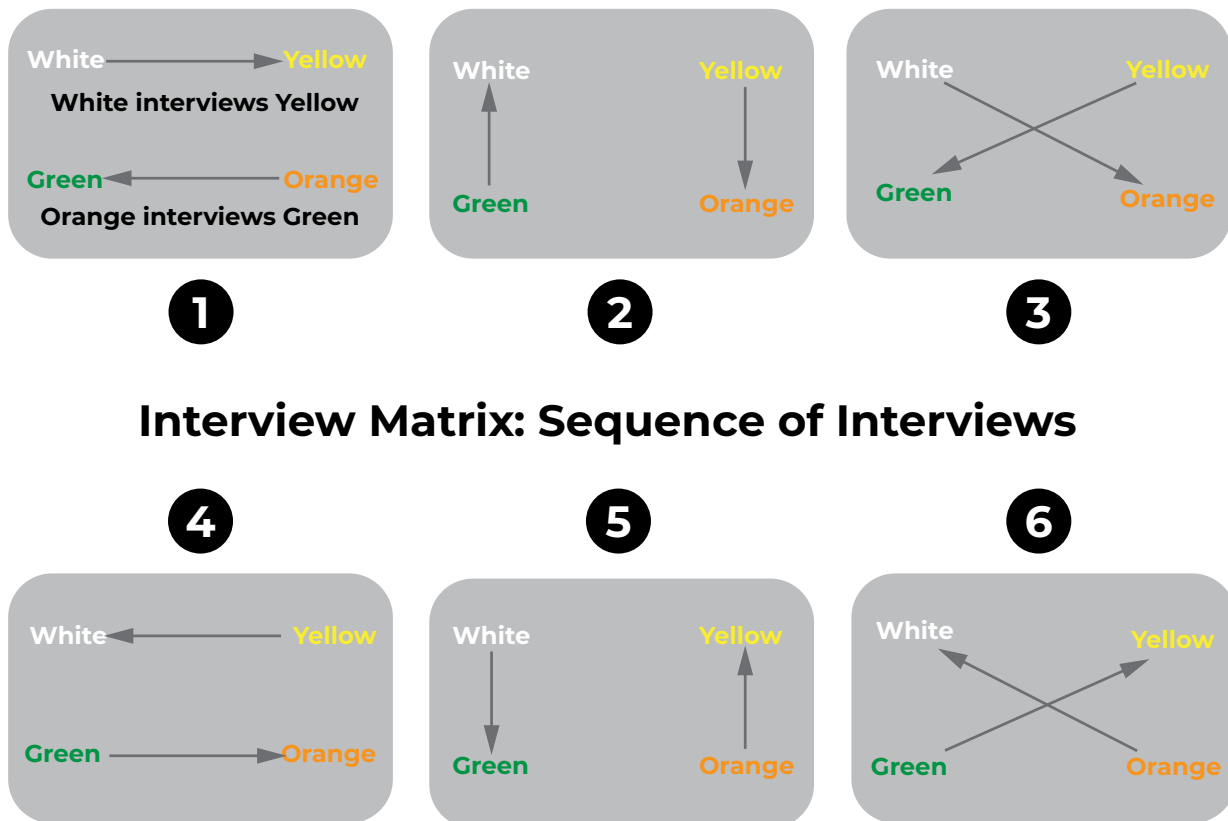 White Yellow
White interviews Yellow
Green Orange
Orange interviews Green
White Yellow
Green Orange
White Yellow
Green Orange
1 2 3
Interview Matrix: Sequence of Interviews
4 5 6
White Yellow
Green Orange
White Yellow
Green Orange
White Yellow
Green Orange